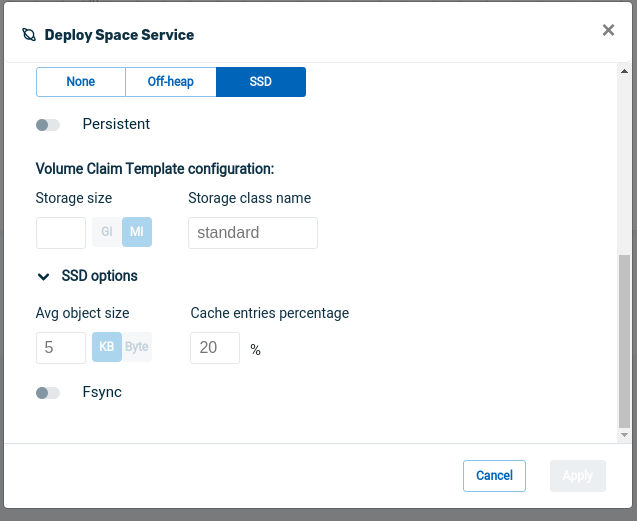 Deploy Space Service
×
None Off-heap SSD
Persistent
Volume Claim Template configuration:
Storage size Storage class name
GI MI standard
SSD options
Avg object size Cache entries percentage
5 KB Byte 20 %
Fsync
Cancel Apply